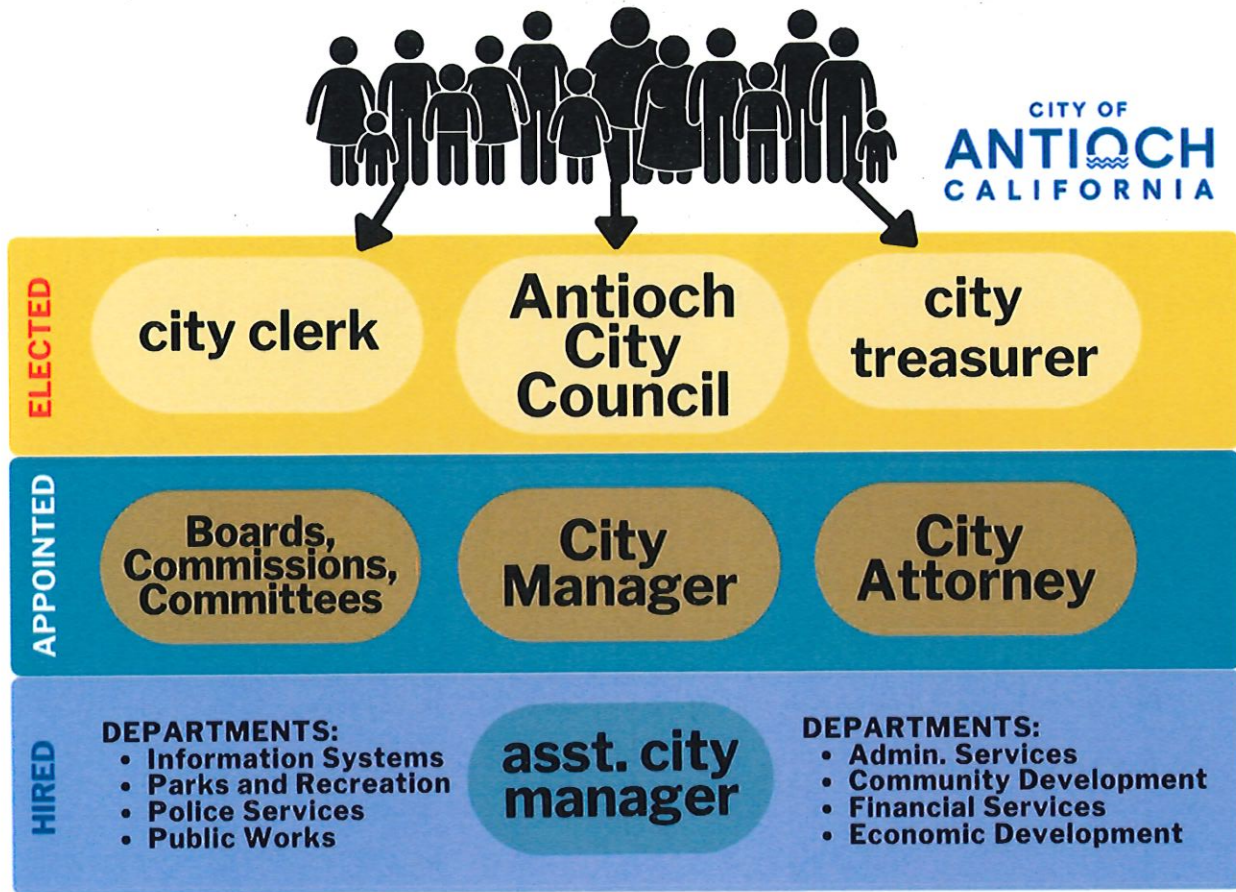 CITY OF
ANTIOCH
CALIFORNIA
ELECTED
city clerk
Antioch
City
Council
city
treasurer
APPOINTED
Boards,
Commissions,
Committees
City
Manager
City
Attorney
HIRED
DEPARTMENTS:
• Information Systems
• Parks and Recreation
• Police Services
• Public Works
asst. city
manager
DEPARTMENTS:
• Admin. Services
• Community Development
• Financial Services
• Economic Development